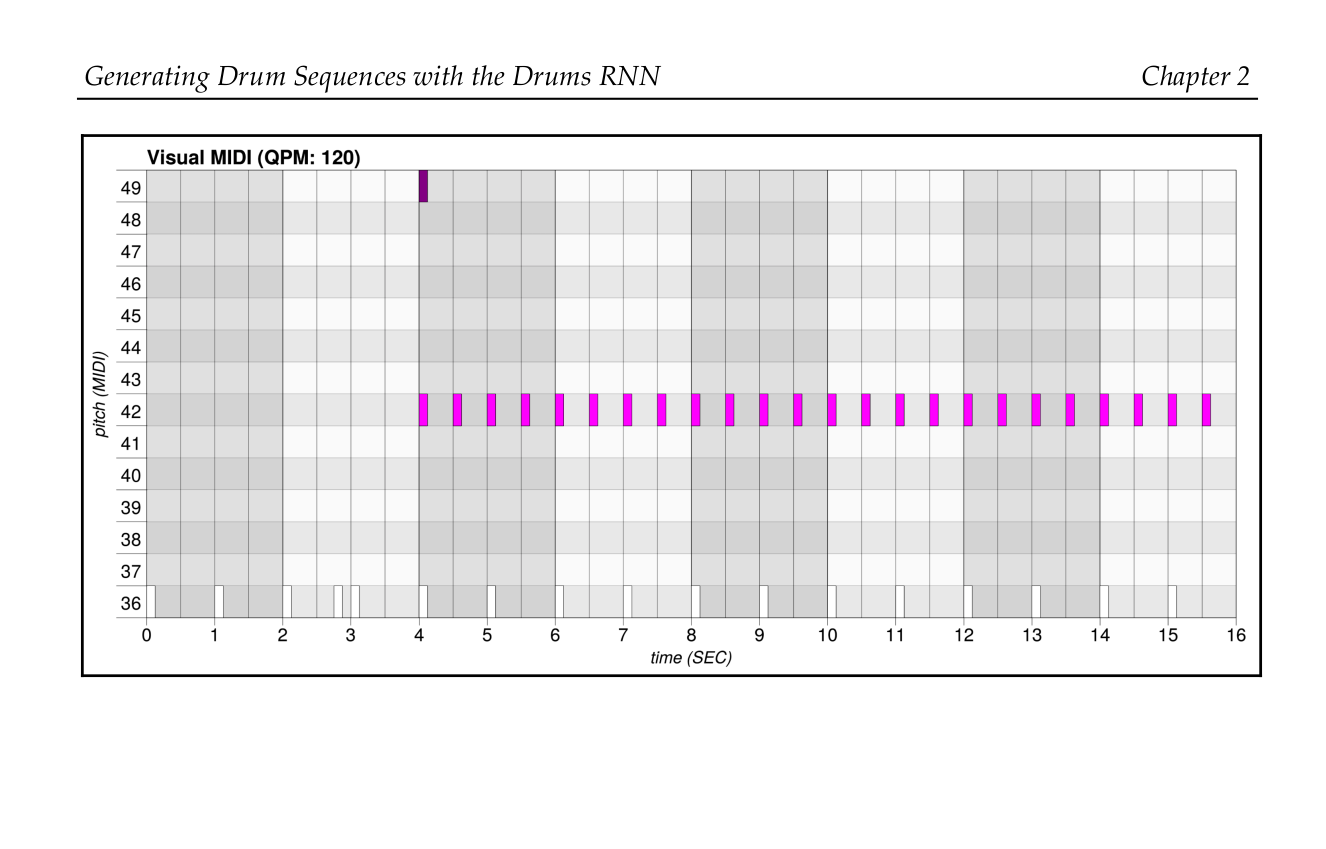 Generating Drum Sequences with the Drums RNN Chapter 2
Visual MIDI (QPM: 120)
49
48
47
46
45
44
43
42
41
40
39
38
37
36
pitch (MIDI)
0 1 2 3 4 5 6 7 8 9 10 11 12 13 14 15 16
time (SEC)